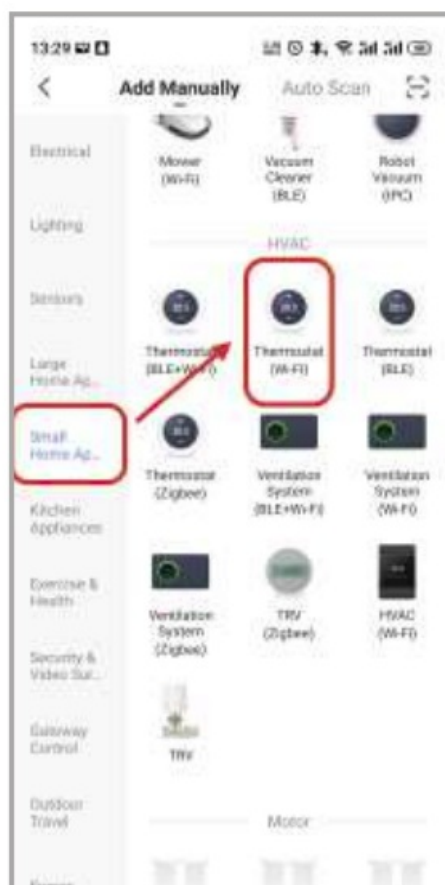 13:29
Add Manually
Auto Scan
Electrical
Lighting
Sensors
Large
Home Ap...
Small
Home Ap...
Kitchen
Appliances
Exercise &
Health
Security &
Video Sur...
Gateway
Control
Outdoor
Travel
Mower
(Wi-Fi)
Vacuum
Cleaner
(BLE)
Robot
Vacuum
(IPC)
HVAC
Thermostat
(BLE+Wi-Fi)
Thermostat
(Wi-Fi)
Thermostat
(BLE)
Thermostat
(Zigbee)
Ventilation
System
(BLE+Wi-Fi)
Ventilation
System
(Wi-Fi)
Ventilation
System
(Zigbee)
TRV
(Zigbee)
HVAC
(Wi-Fi)
TRV
Motor